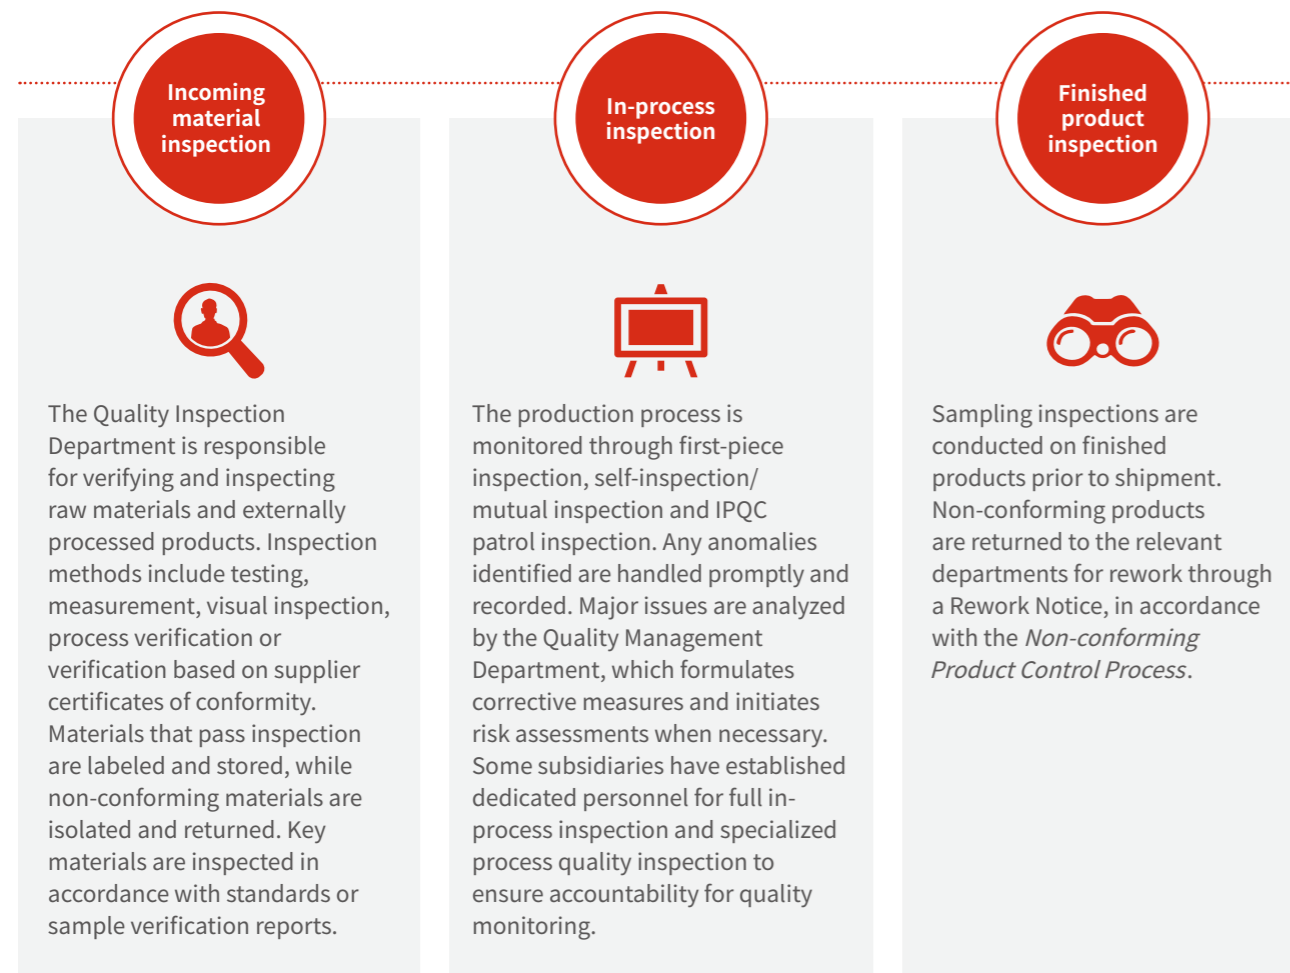 Incoming
material
inspection
The Quality Inspection
Department is responsible
for verifying and inspecting
raw materials and externally
processed products. Inspection
methods include testing,
measurement, visual inspection,
process verification or
verification based on supplier
certificates of conformity.
Materials that pass inspection
are labeled and stored, while
non-conforming materials are
isolated and returned. Key
materials are inspected in
accordance with standards or
sample verification reports.
In-process
inspection
The production process is
monitored through first-piece
inspection, self-inspection/
mutual inspection and IPQC
patrol inspection. Any anomalies
identified are handled promptly and
recorded. Major issues are analyzed
by the Quality Management
Department, which formulates
corrective measures and initiates
risk assessments when necessary.
Some subsidiaries have established
dedicated personnel for full in-
process inspection and specialized
process quality inspection to
ensure accountability for quality
monitoring.
Finished
product
inspection
Sampling inspections are
conducted on finished
products prior to shipment.
Non-conforming products
are returned to the relevant
departments for rework through
a Rework Notice, in accordance
with the Non-conforming
Product Control Process.